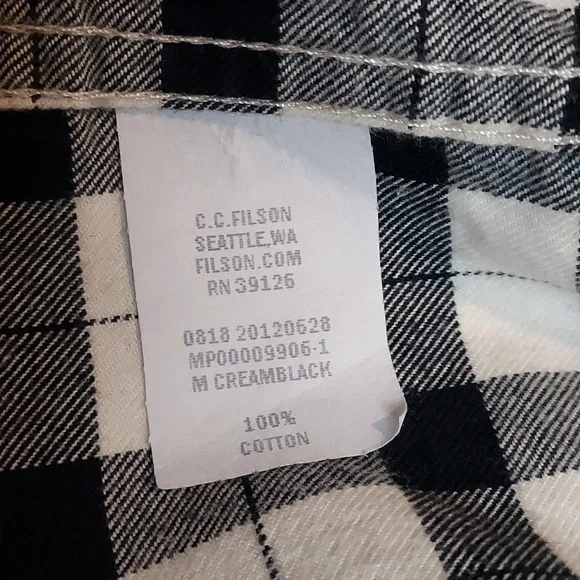 C.C.FILSON
SEATTLE,WA
FILSON.COM
RN 39126
0818 20120628
MP00009906-1
M CREAMBLACK
100%
COTTON